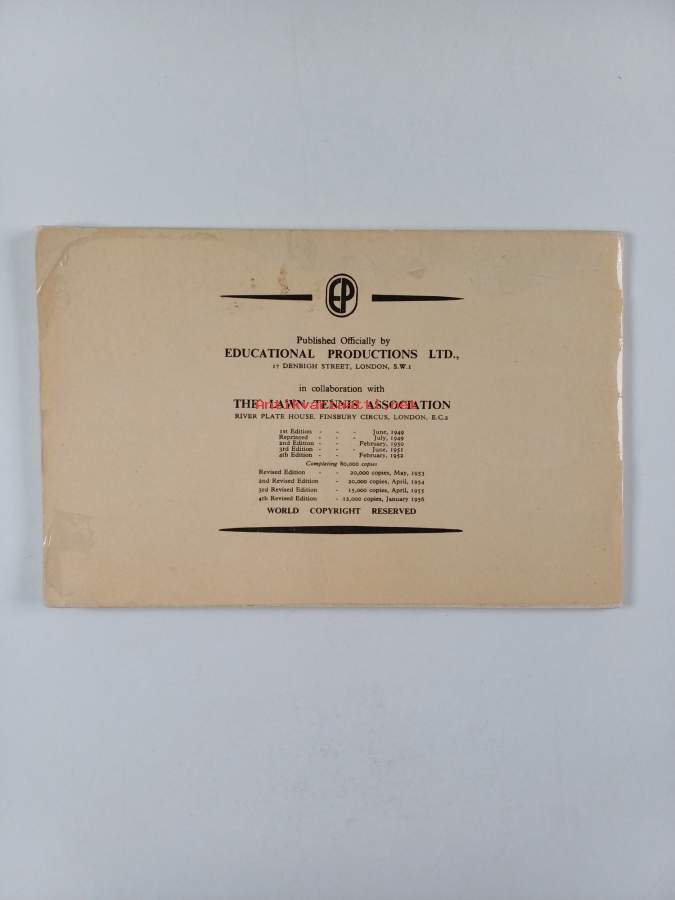 EP
Published Officially by
EDUCATIONAL PRODUCTIONS LTD.,
17 DENBIGH STREET, LONDON, S.W.1
in collaboration with
THE LAWN TENNIS ASSOCIATION
Antikvariaatti.net
RIVER PLATE HOUSE, FINSBURY CIRCUS, LONDON, E.C.2
1st Edition - - - June, 1949
Reprinted - - - July, 1949
2nd Edition - - February, 1950
3rd Edition - - - June, 1951
4th Edition - - February, 1952
Completing 80,000 copies
Revised Edition - - 20,000 copies, May, 1953
2nd Revised Edition - 20,000 copies, April, 1954
3rd Revised Edition - 15,000 copies, April, 1955
4th Revised Edition - 12,000 copies, January 1956
WORLD COPYRIGHT RESERVED